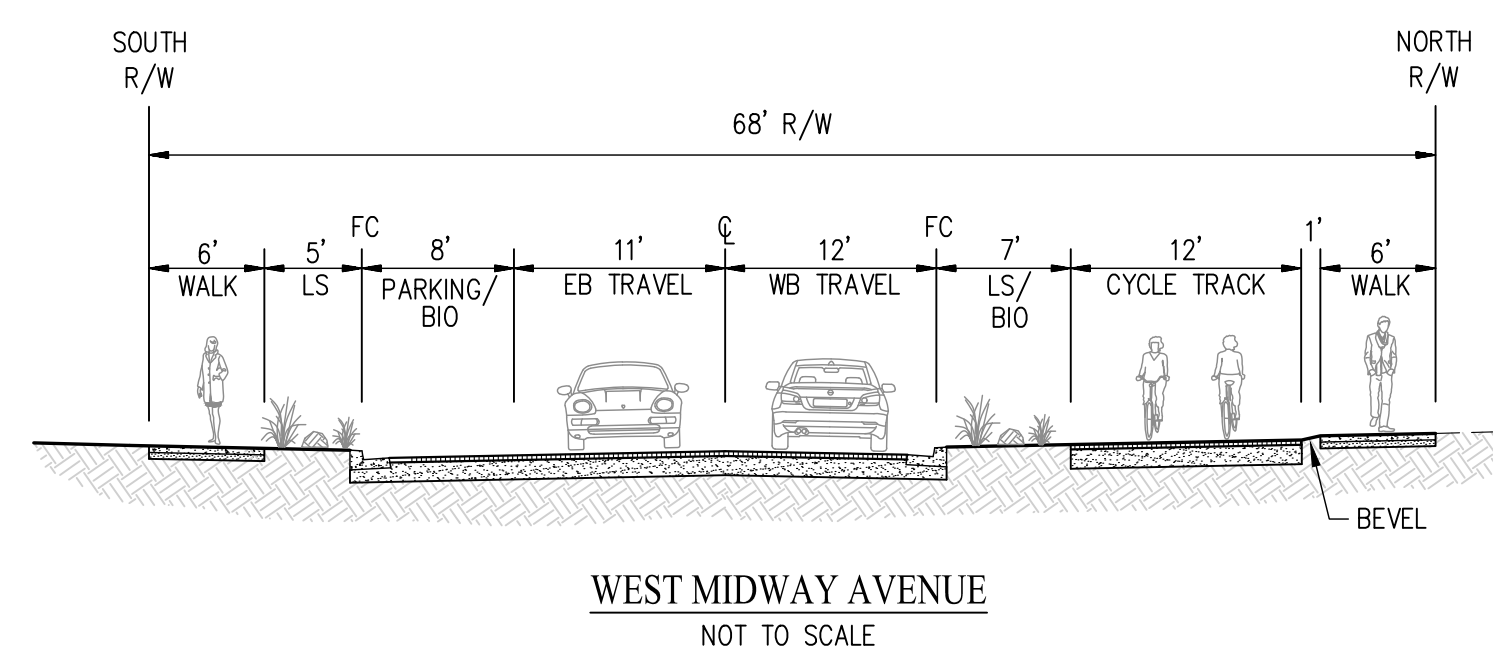 SOUTH
R/W
NORTH
R/W
68' R/W
FC
℄
FC
6'
WALK
5'
LS
8'
PARKING/
BIO
11'
EB TRAVEL
12'
WB TRAVEL
7'
LS/
BIO
12'
CYCLE TRACK
1'
6'
WALK
BEVEL
WEST MIDWAY AVENUE
NOT TO SCALE